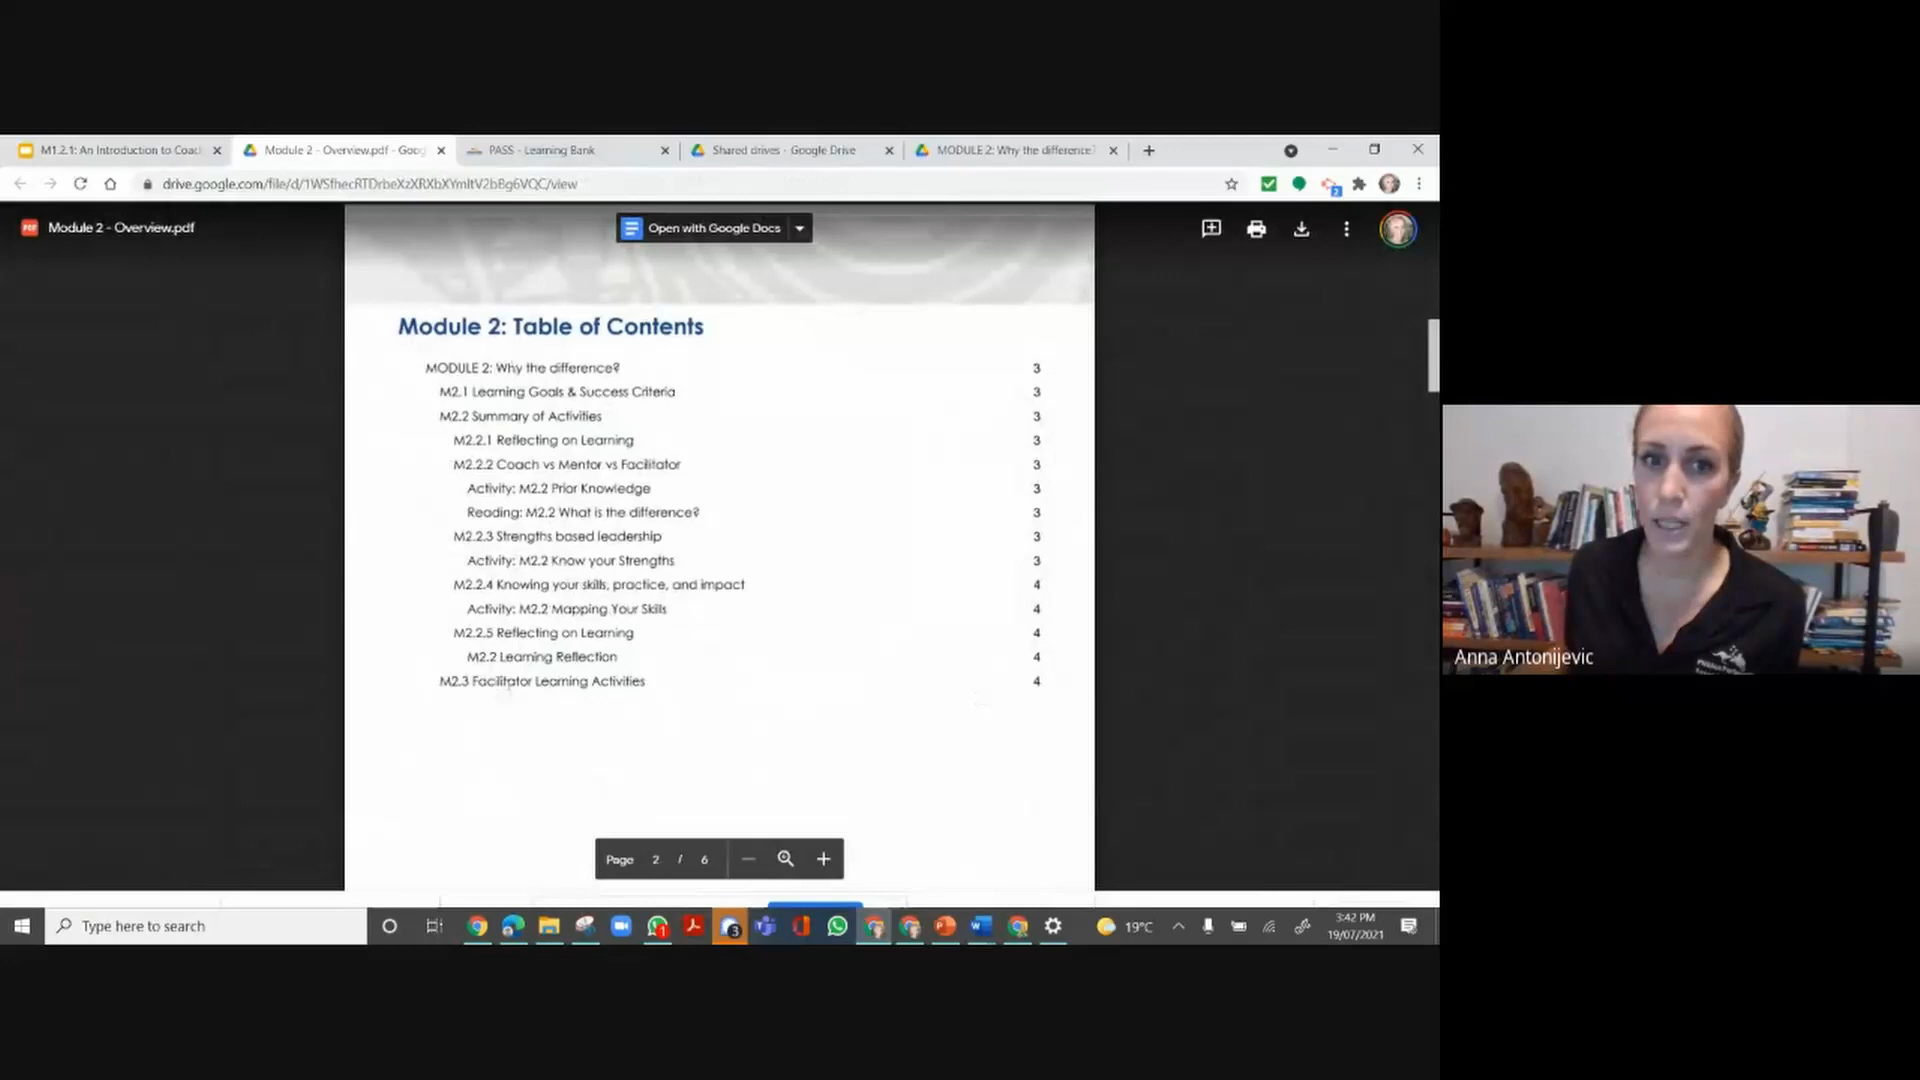 M1.2.1: An Introduction to Coac
Module 2 - Overview.pdf - Goog
PASS - Learning Bank
Shared drives - Google Drive
MODULE 2: Why the difference?
drive.google.com/file/d/1WSfhecRTDrbeXzXRXbXYmltV2bBg6VQC/view
PDF
Module 2 - Overview.pdf
Open with Google Docs
Module 2: Table of Contents
MODULE 2: Why the difference? 3
M2.1 Learning Goals & Success Criteria 3
M2.2 Summary of Activities 3
M2.2.1 Reflecting on Learning 3
M2.2.2 Coach vs Mentor vs Facilitator 3
Activity: M2.2 Prior Knowledge 3
Reading: M2.2 What is the difference? 3
M2.2.3 Strengths based leadership 3
Activity: M2.2 Know your Strengths 3
M2.2.4 Knowing your skills, practice, and impact 4
Activity: M2.2 Mapping Your Skills 4
M2.2.5 Reflecting on Learning 4
M2.2 Learning Reflection 4
M2.3 Facilitator Learning Activities 4
Page 2 / 6
Anna Antonijevic
Type here to search
1
3
19°C
3:42 PM
19/07/2021